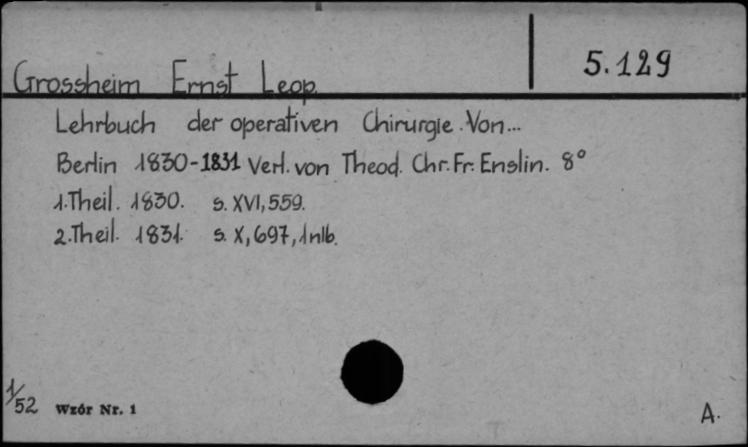 5.129
Grossheim Ernst Leop.
Lehrbuch der operativen Chirurgie. Von...
Berlin 1830-1831 Verl. von Theod. Chr. Fr. Enslin. 8°
1.Theil. 1830. s. XVI, 559.
2.Theil. 1831. s. X, 697, 1 nlb.
1/52 Wzór Nr. 1
A.